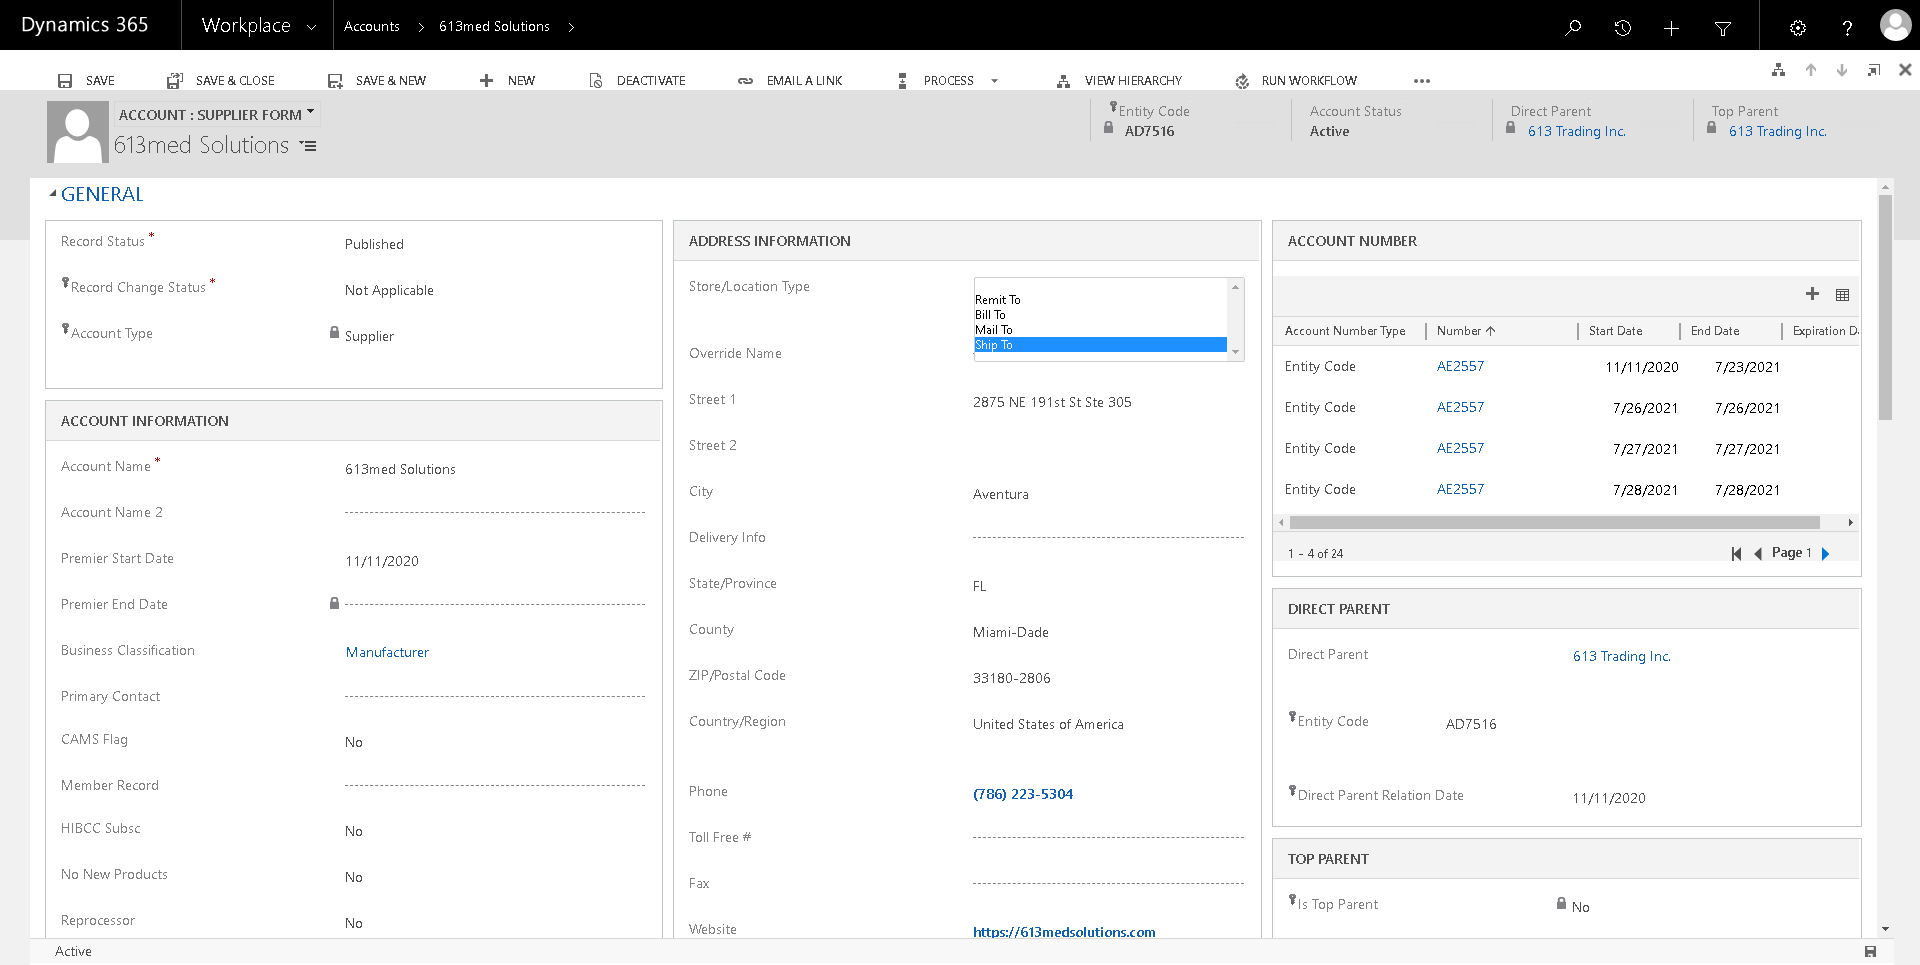 Dynamics 365 Workplace Accounts 613med Solutions
SAVE SAVE & CLOSE SAVE & NEW NEW DEACTIVATE EMAIL A LINK PROCESS VIEW HIERARCHY RUN WORKFLOW
ACCOUNT : SUPPLIER FORM
613med Solutions
Entity Code
AD7516
Account Status
Active
Direct Parent
613 Trading Inc.
Top Parent
613 Trading Inc.
GENERAL
Record Status * Published
Record Change Status * Not Applicable
Account Type Supplier
ACCOUNT INFORMATION
Account Name * 613med Solutions
Account Name 2
Premier Start Date 11/11/2020
Premier End Date
Business Classification Manufacturer
Primary Contact
CAMS Flag No
Member Record
HIBCC Subsc No
No New Products No
Reprocessor No
ADDRESS INFORMATION
Store/Location Type
Remit To
Bill To
Mail To
Ship To
Override Name
Street 1 2875 NE 191st St Ste 305
Street 2
City Aventura
Delivery Info
State/Province FL
County Miami-Dade
ZIP/Postal Code 33180-2806
Country/Region United States of America
Phone (786) 223-5304
Toll Free #
Fax
Website https://613medsolutions.com
ACCOUNT NUMBER
Account Number Type Number Start Date End Date Expiration D
Entity Code AE2557 11/11/2020 7/23/2021
Entity Code AE2557 7/26/2021 7/26/2021
Entity Code AE2557 7/27/2021 7/27/2021
Entity Code AE2557 7/28/2021 7/28/2021
1 - 4 of 24 Page 1
DIRECT PARENT
Direct Parent 613 Trading Inc.
Entity Code AD7516
Direct Parent Relation Date 11/11/2020
TOP PARENT
Is Top Parent No
Active